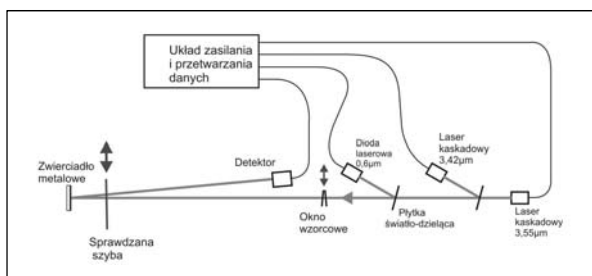 Układ zasilania
i przetwarzania
danych
Zwierciadło
metalowe
Detektor
Dioda
laserowa
0,6µm
Laser
kaskadowy
3,42µm
Sprawdzana
szyba
Okno
wzorcowe
Płytka
światło-dzieląca
Laser
kaskadowy
3,55µm